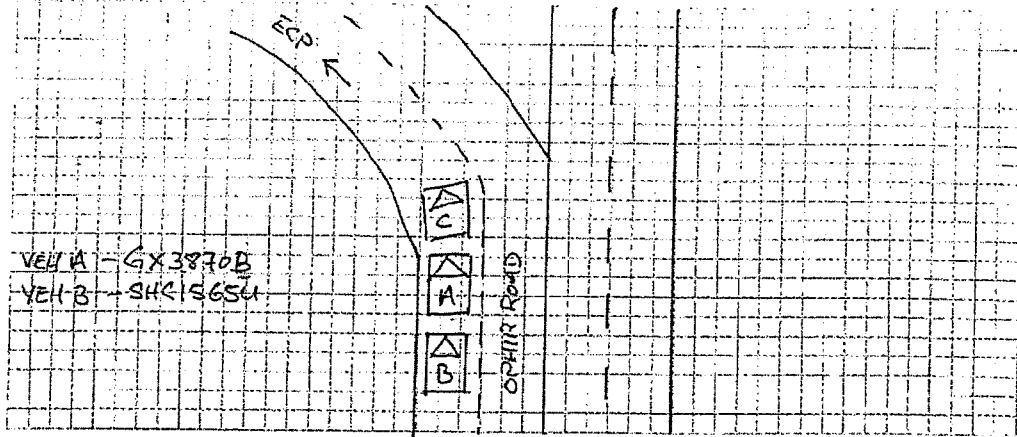 ECP
C
VEH A - GX3870B
VEH B - SHC1565U
A
B
OPHIR ROAD